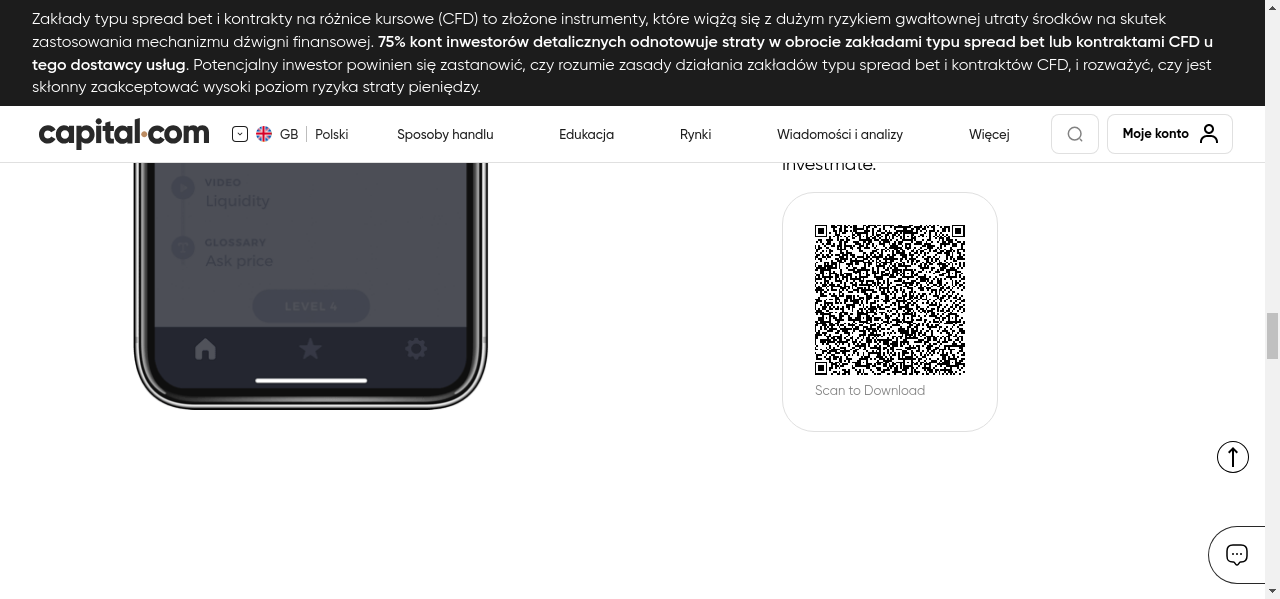 Zakłady typu spread bet i kontrakty na różnice kursowe (CFD) to złożone instrumenty, które wiążą się z dużym ryzykiem gwałtownej utraty środków na skutek
zastosowania mechanizmu dźwigni finansowej. 75% kont inwestorów detalicznych odnotowuje straty w obrocie zakładami typu spread bet lub kontraktami CFD u
tego dostawcy usług. Potencjalny inwestor powinien się zastanowić, czy rozumie zasady działania zakładów typu spread bet i kontraktów CFD, i rozważyć, czy jest
skłonny zaakceptować wysoki poziom ryzyka straty pieniędzy.
capital.com GB Polski Sposoby handlu Edukacja Rynki Wiadomości i analizy Więcej Moje konto
Investmate.
VIDEO
Liquidity
GLOSSARY
Ask price
LEVEL 4
Scan to Download